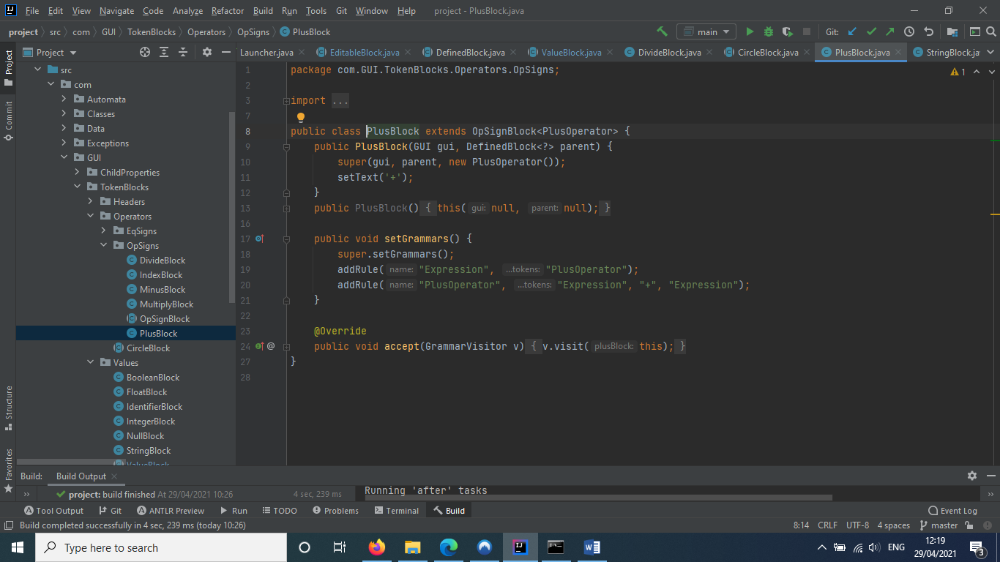 File Edit View Navigate Code Analyze Refactor Build Run Tools Git Window Help project - PlusBlock.java
project src com GUI TokenBlocks Operators OpSigns PlusBlock main Git:
Project Launcher.java EditableBlock.java DefinedBlock.java ValueBlock.java DivideBlock.java CircleBlock.java PlusBlock.java StringBlock.ja
Project
Commit
Structure
Favorites
src
com
Automata
Classes
Data
Exceptions
GUI
ChildProperties
TokenBlocks
Headers
Operators
EqSigns
OpSigns
DivideBlock
IndexBlock
MinusBlock
MultiplyBlock
OpSignBlock
PlusBlock
CircleBlock
Values
BooleanBlock
FloatBlock
IdentifierBlock
IntegerBlock
NullBlock
StringBlock
ValueBlock
1 package com.GUI.TokenBlocks.Operators.OpSigns; 1
2
3 import ...
7
8 public class PlusBlock extends OpSignBlock<PlusOperator> {
9 public PlusBlock(GUI gui, DefinedBlock<?> parent) {
10 super(gui, parent, new PlusOperator());
11 setText('+');
12 }
13 public PlusBlock() { this( gui: null, parent: null); }
16
17 public void setGrammars() {
18 super.setGrammars();
19 addRule( name: "Expression", ...tokens: "PlusOperator");
20 addRule( name: "PlusOperator", ...tokens: "Expression", "+", "Expression");
21 }
22
23 @Override
24 @ public void accept(GrammarVisitor v) { v.visit( plusBlock: this); }
27 }
28
Build: Build Output
project: build finished At 29/04/2021 10:26 4 sec, 239 ms Running 'after' tasks
Tool Output Git ANTLR Preview Run TODO Problems Terminal Build Event Log
Build completed successfully in 4 sec, 239 ms (today 10:26) 8:14 CRLF UTF-8 4 spaces master
Type here to search ENG 12:19
29/04/2021 3